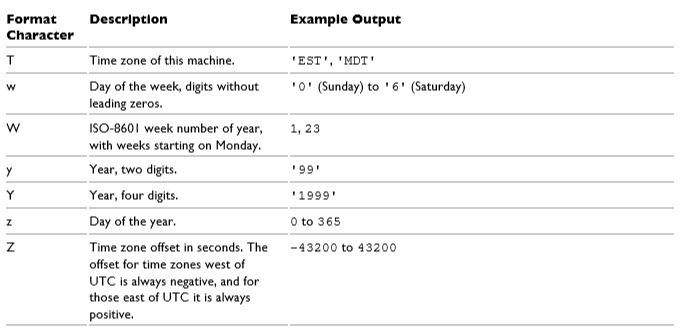 Format Description Example Output
Character
T Time zone of this machine. 'EST', 'MDT'
w Day of the week, digits without '0' (Sunday) to '6' (Saturday)
leading zeros.
W ISO-8601 week number of year, 1, 23
with weeks starting on Monday.
y Year, two digits. '99'
Y Year, four digits. '1999'
z Day of the year. 0 to 365
Z Time zone offset in seconds. The -43200 to 43200
offset for time zones west of
UTC is always negative, and for
those east of UTC it is always
positive.